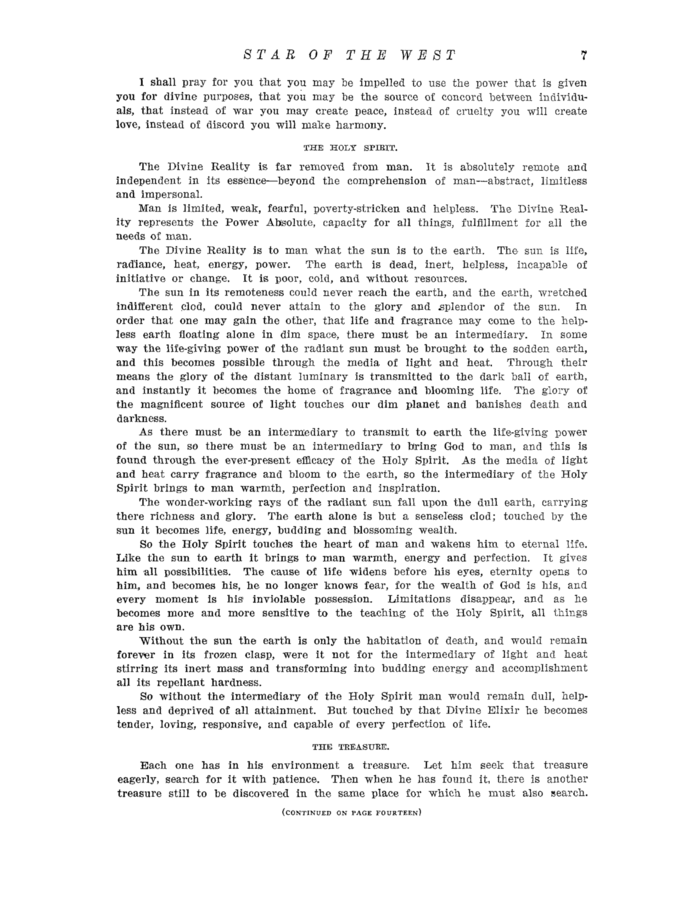 STAR OF THE WEST 7
I shall pray for you that you may be impelled to use the power that is given
you for divine purposes, that you may be the source of concord between individu-
als, that instead of war you may create peace, instead of cruelty you will create
love, instead of discord you will make harmony.
THE HOLY SPIRIT.
The Divine Reality is far removed from man. It is absolutely remote and
independent in its essence—beyond the comprehension of man—abstract, limitless
and impersonal.
Man is limited, weak, fearful, poverty-stricken and helpless. The Divine Real-
ity represents the Power Absolute, capacity for all things, fulfillment for all the
needs of man.
The Divine Reality is to man what the sun is to the earth. The sun is life,
radiance, heat, energy, power. The earth is dead, inert, helpless, incapable of
initiative or change. It is poor, cold, and without resources.
The sun in its remoteness could never reach the earth, and the earth, wretched
indifferent clod, could never attain to the glory and splendor of the sun. In
order that one may gain the other, that life and fragrance may come to the help-
less earth floating alone in dim space, there must be an intermediary. In some
way the life-giving power of the radiant sun must be brought to the sodden earth,
and this becomes possible through the media of light and heat. Through their
means the glory of the distant luminary is transmitted to the dark ball of earth,
and instantly it becomes the home of fragrance and blooming life. The glory of
the magnificent source of light touches our dim planet and banishes death and
darkness.
As there must be an intermediary to transmit to earth the life-giving power
of the sun, so there must be an intermediary to bring God to man, and this is
found through the ever-present efficacy of the Holy Spirit. As the media of light
and heat carry fragrance and bloom to the earth, so the intermediary of the Holy
Spirit brings to man warmth, perfection and inspiration.
The wonder-working rays of the radiant sun fall upon the dull earth, carrying
there richness and glory. The earth alone is but a senseless clod; touched by the
sun it becomes life, energy, budding and blossoming wealth.
So the Holy Spirit touches the heart of man and wakens him to eternal life.
Like the sun to earth it brings to man warmth, energy and perfection. It gives
him all possibilities. The cause of life widens before his eyes, eternity opens to
him, and becomes his, he no longer knows fear, for the wealth of God is his, and
every moment is his inviolable possession. Limitations disappear, and as he
becomes more and more sensitive to the teaching of the Holy Spirit, all things
are his own.
Without the sun the earth is only the habitation of death, and would remain
forever in its frozen clasp, were it not for the intermediary of light and heat
stirring its inert mass and transforming into budding energy and accomplishment
all its repellant hardness.
So without the intermediary of the Holy Spirit man would remain dull, help-
less and deprived of all attainment. But touched by that Divine Elixir he becomes
tender, loving, responsive, and capable of every perfection of life.
THE TREASURE.
Each one has in his environment a treasure. Let him seek that treasure
eagerly, search for it with patience. Then when he has found it, there is another
treasure still to be discovered in the same place for which he must also search.
(CONTINUED ON PAGE FOURTEEN)